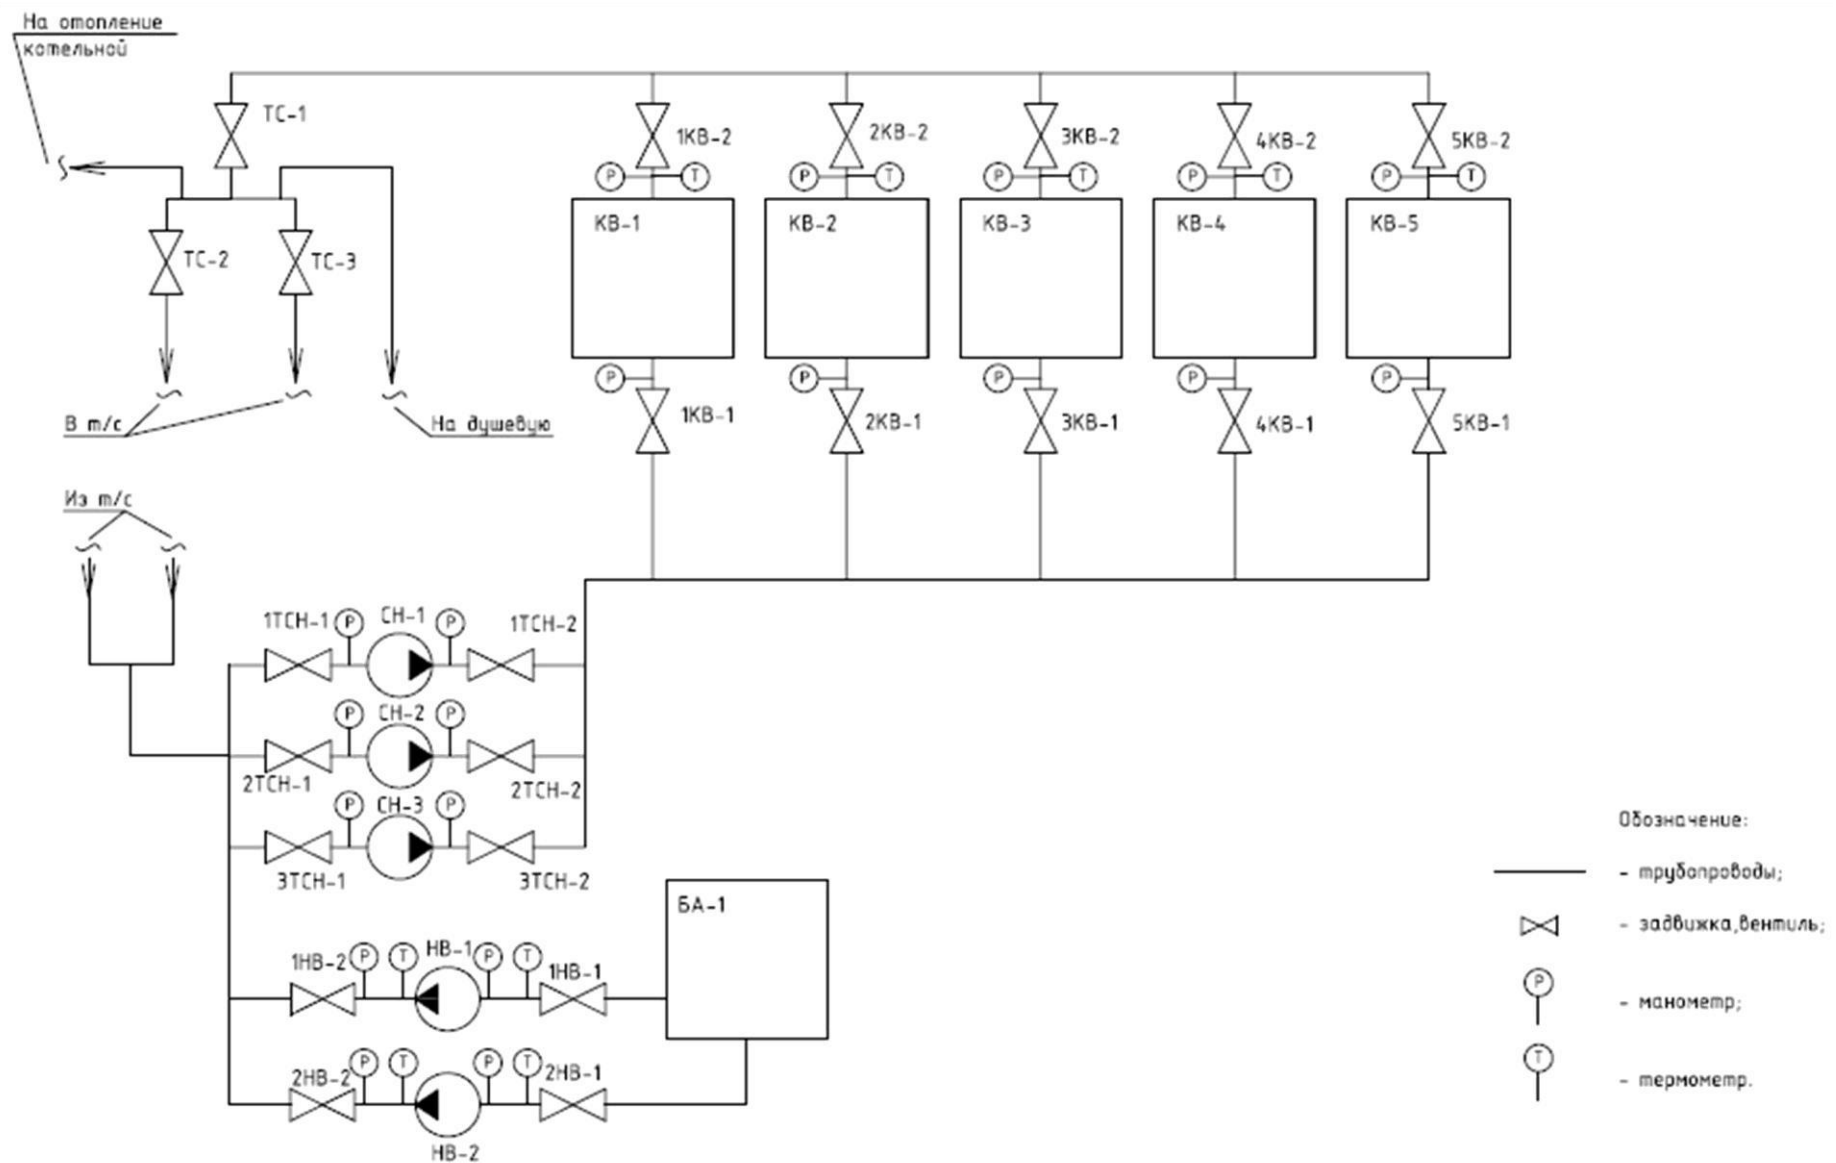 На отопление
котельной
ТС-1
1КВ-2
2КВ-2
3КВ-2
4КВ-2
5КВ-2
P
T
P
T
P
T
P
T
P
T
КВ-1
КВ-2
КВ-3
КВ-4
КВ-5
ТС-2
ТС-3
P
P
P
P
P
В т/с
На душевую
1КВ-1
2КВ-1
3КВ-1
4КВ-1
5КВ-1
Из т/с
1ТСН-1
P
СН-1
P
1ТСН-2
P
СН-2
P
2ТСН-1
2ТСН-2
P
СН-3
P
3ТСН-1
3ТСН-2
БА-1
1НВ-2
P
T
НВ-1
P
T
1НВ-1
2НВ-2
P
T
P
T
2НВ-1
НВ-2
Обозначение:
- трубопроводы;
- задвижка,вентиль;
P
- манометр;
T
- термометр.